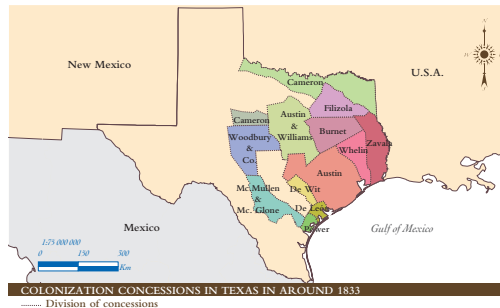 New Mexico
U.S.A.
Cameron
Filizola
Cameron
Austin
&
Williams
Burnet
Zavala
Woodbury
&
Co.
Whelin
Austin
Mc. Mullen
&
Mc. Glone
De Wit
De Leon
Power
Mexico
Gulf of Mexico
1:75 000 000
0 150 500
Km
COLONIZATION CONCESSIONS IN TEXAS IN AROUND 1833
Division of concessions